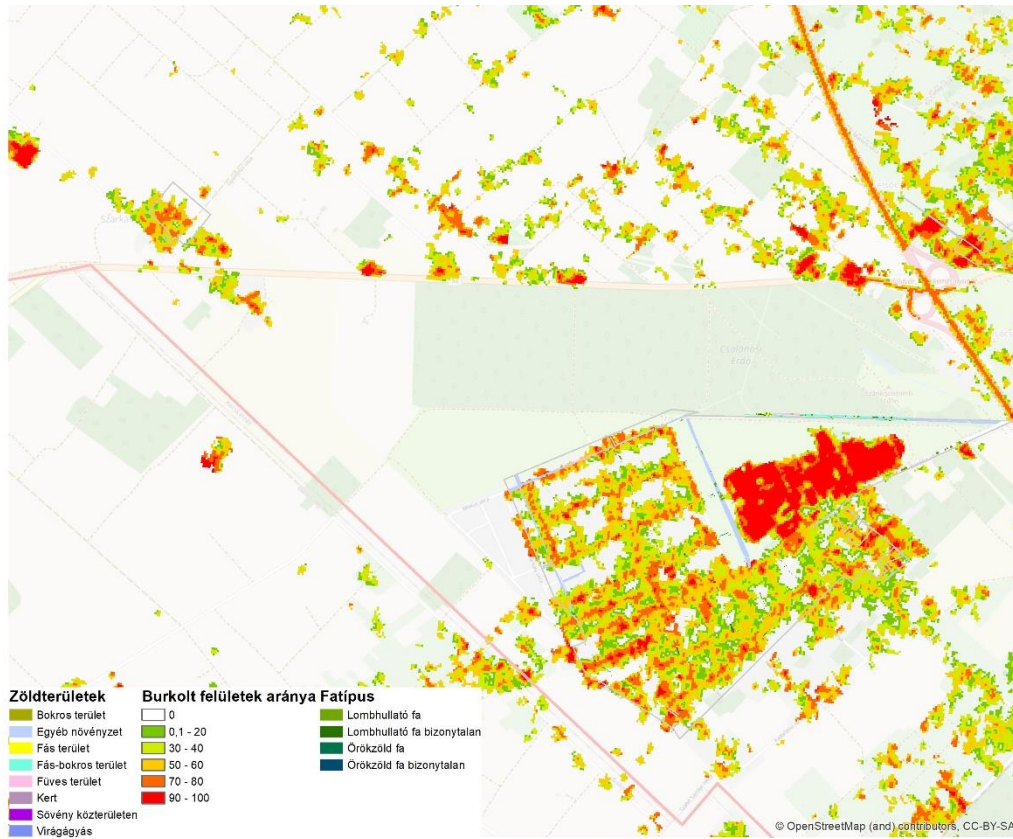 Csalánosi
Erdő
Zöldterületek
Bokros terület
Egyéb növényzet
Fás terület
Fás-bokros terület
Füves terület
Kert
Sövény közterületen
Virágágyás
Burkolt felületek aránya
0
0,1 - 20
30 - 40
50 - 60
70 - 80
90 - 100
Fatípus
Lombhullató fa
Lombhullató fa bizonytalan
Örökzöld fa
Örökzöld fa bizonytalan
© OpenStreetMap (and) contributors, CC-BY-SA